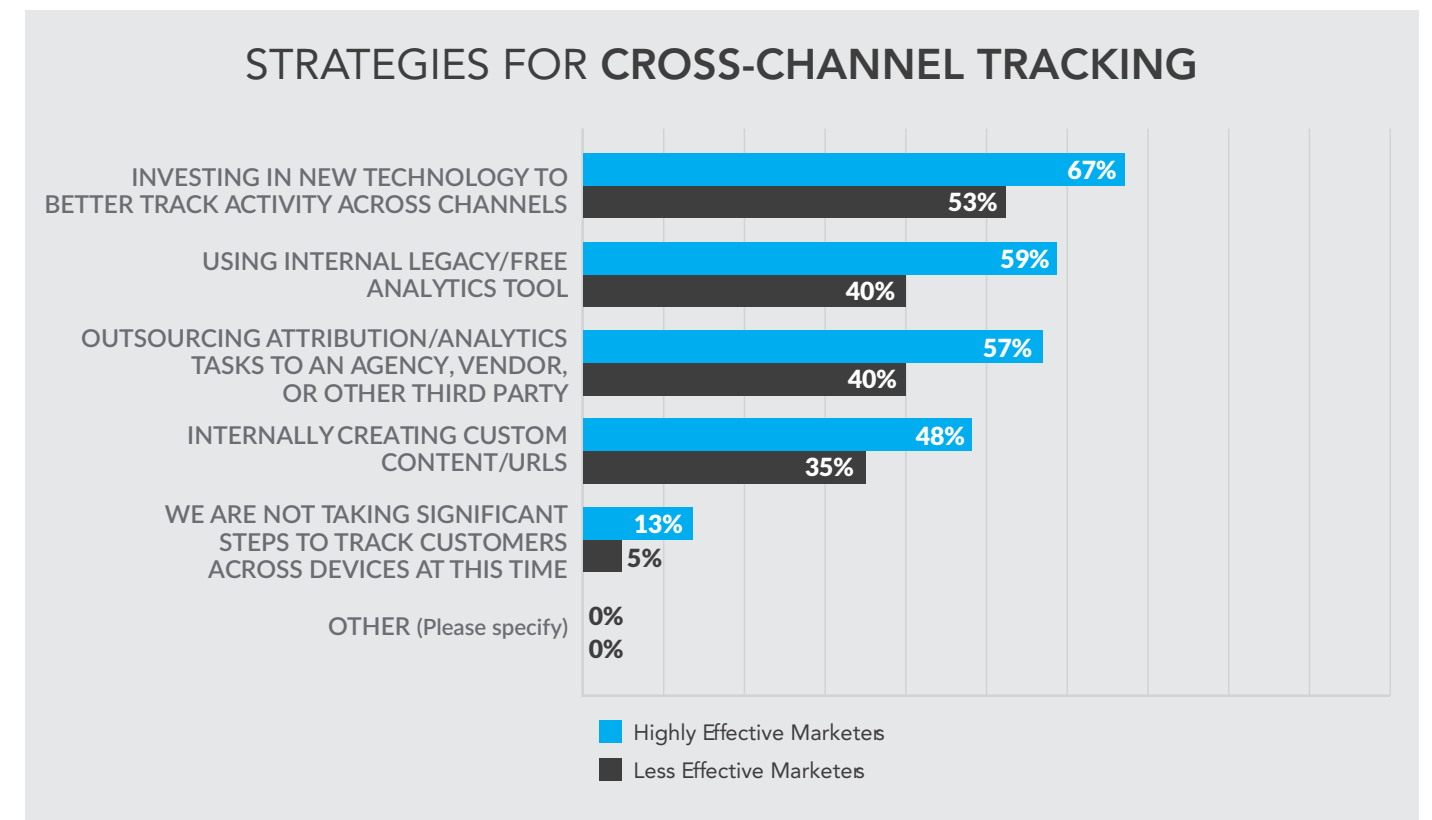 STRATEGIES FOR CROSS-CHANNEL TRACKING
INVESTING IN NEW TECHNOLOGY TO
BETTER TRACK ACTIVITY ACROSS CHANNELS
67%
53%
USING INTERNAL LEGACY/FREE
ANALYTICS TOOL
59%
40%
OUTSOURCING ATTRIBUTION/ANALYTICS
TASKS TO AN AGENCY, VENDOR,
OR OTHER THIRD PARTY
57%
40%
INTERNALLY CREATING CUSTOM
CONTENT/URLS
48%
35%
WE ARE NOT TAKING SIGNIFICANT
STEPS TO TRACK CUSTOMERS
ACROSS DEVICES AT THIS TIME
13%
5%
OTHER (Please specify)
0%
0%
Highly Effective Marketers
Less Effective Marketers